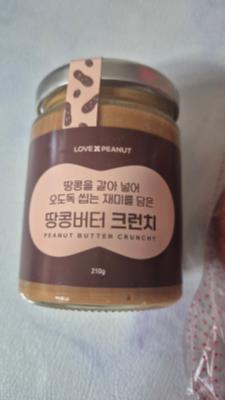 LOVE X PEANUT
땅콩을 갈아 넣어
오도독 씹는 재미를 담은
땅콩버터 크런치
PEANUT BUTTER CRUNCHY
210g